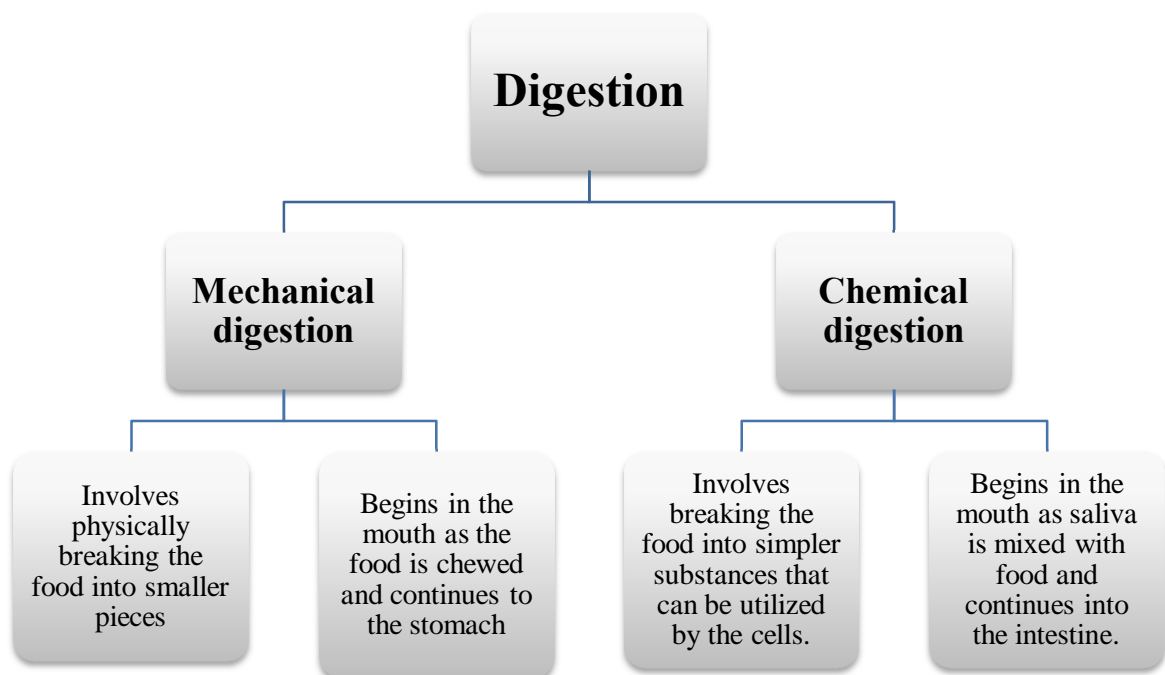 Digestion
Mechanical
digestion
Chemical
digestion
Involves
physically
breaking the
food into smaller
pieces
Begins in the
mouth as the
food is chewed
and continues to
the stomach
Involves
breaking the
food into simpler
substances that
can be utilized
by the cells.
Begins in the
mouth as saliva
is mixed with
food and
continues into
the intestine.